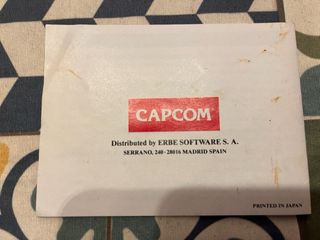 CAPCOM
Distributed by ERBE SOFTWARE S. A.
SERRANO, 240 - 28016 MADRID SPAIN
PRINTED IN JAPAN